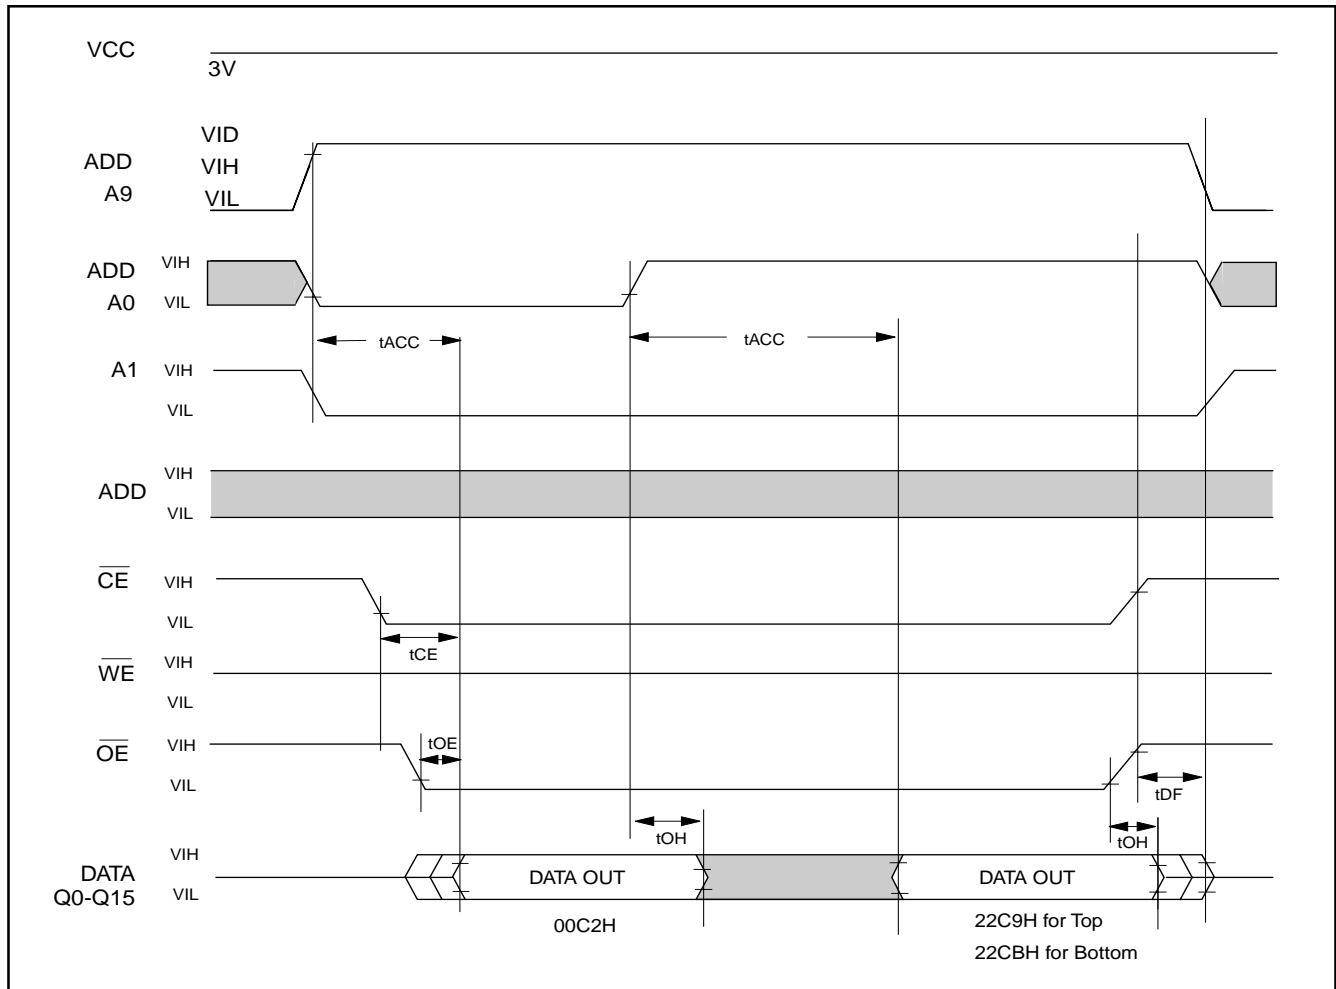 VCC
3V
VID
ADD
VIH
A9
VIL
VIH
ADD
A0
VIL
tACC
tACC
A1
VIH
VIL
VIH
ADD
VIL
CE
VIH
VIL
tCE
VIH
WE
VIL
tOE
VIH
OE
VIL
tDF
tOH
tOH
VIH
DATA
Q0-Q15
VIL
DATA OUT
DATA OUT
00C2H
22C9H for Top
22CBH for Bottom